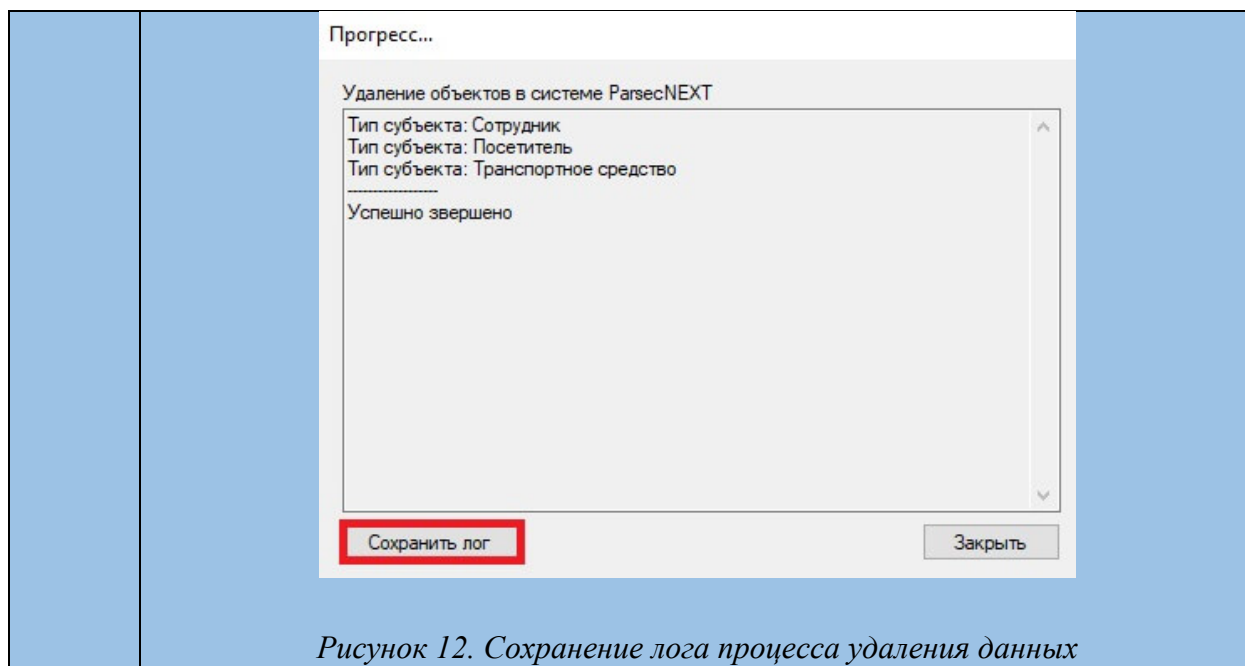 Прогресс...
Удаление объектов в системе ParsecNEXT
Тип субъекта: Сотрудник
Тип субъекта: Посетитель
Тип субъекта: Транспортное средство
------------------
Успешно звершено
Сохранить лог
Закрыть
Рисунок 12. Сохранение лога процесса удаления данных